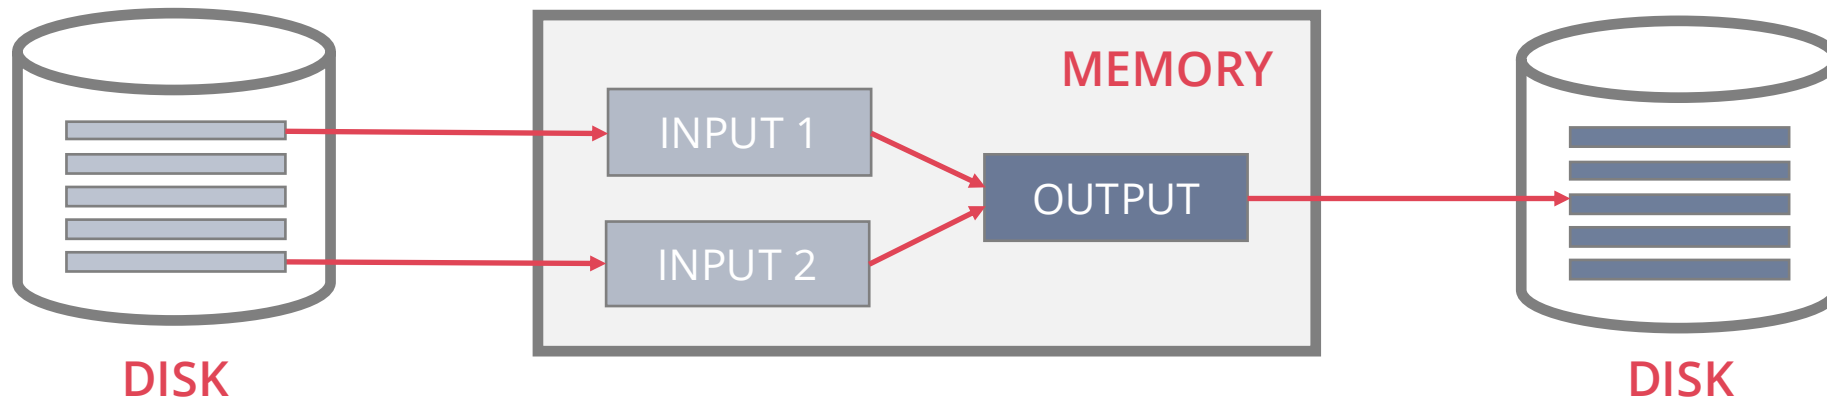 MEMORY
INPUT 1
OUTPUT
INPUT 2
DISK
DISK